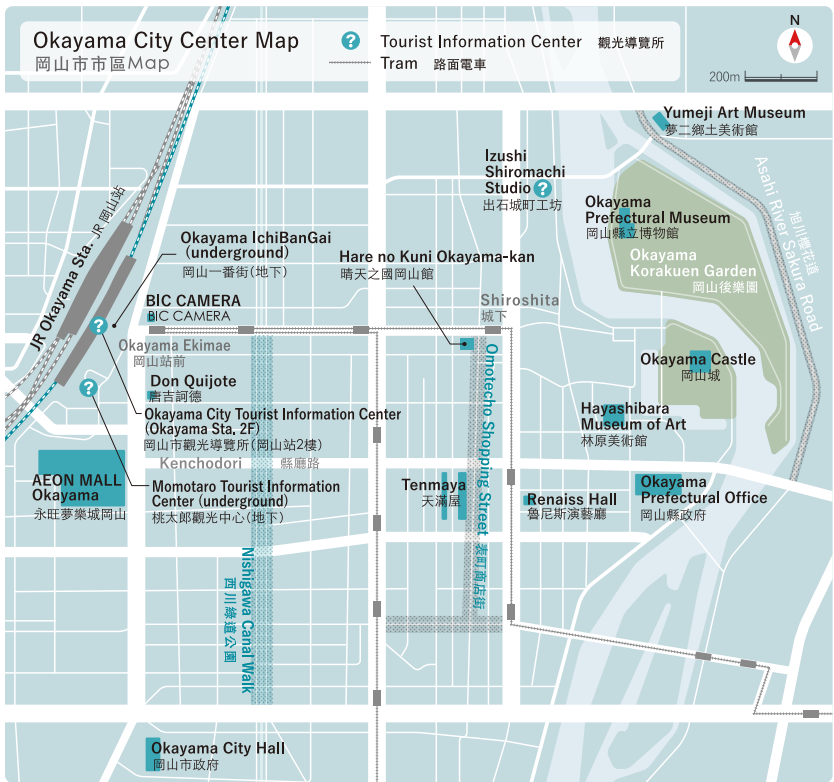 Okayama City Center Map
岡山市市區Map
?
Tourist Information Center 觀光導覽所
Tram 路面電車
N
200m
Yumeji Art Museum
夢二鄉土美術館
Izushi
Shiromachi
Studio
?
出石城町工坊
Okayama
Prefectural Museum
岡山縣立博物館
Asahi River Sakura Road
旭川櫻花道
Okayama
Korakuen Garden
岡山後樂園
JR Okayama Sta. JR 岡山站
Okayama IchiBanGai
(underground)
岡山一番街(地下)
Hare no Kuni Okayama-kan
晴天之國岡山館
BIC CAMERA
BIC CAMERA
Shiroshita
城下
?
Okayama Ekimae
岡山站前
Okayama Castle
岡山城
?
Don Quijote
唐吉訶德
Okayama City Tourist Information Center
(Okayama Sta, 2F)
岡山市觀光導覽所(岡山站2樓)
Hayashibara
Museum of Art
林原美術館
Kenchodori 縣廳路
AEON MALL
Okayama
永旺夢樂城岡山
Momotaro Tourist Information
Center (underground)
桃太郎觀光中心(地下)
Tenmaya
天滿屋
Omotecho Shopping Street 表町商店街
Renaiss Hall
魯尼斯演藝廳
Okayama
Prefectural Office
岡山縣政府
Nishigawa Canal Walk
西川綠道公園
Okayama City Hall
岡山市政府